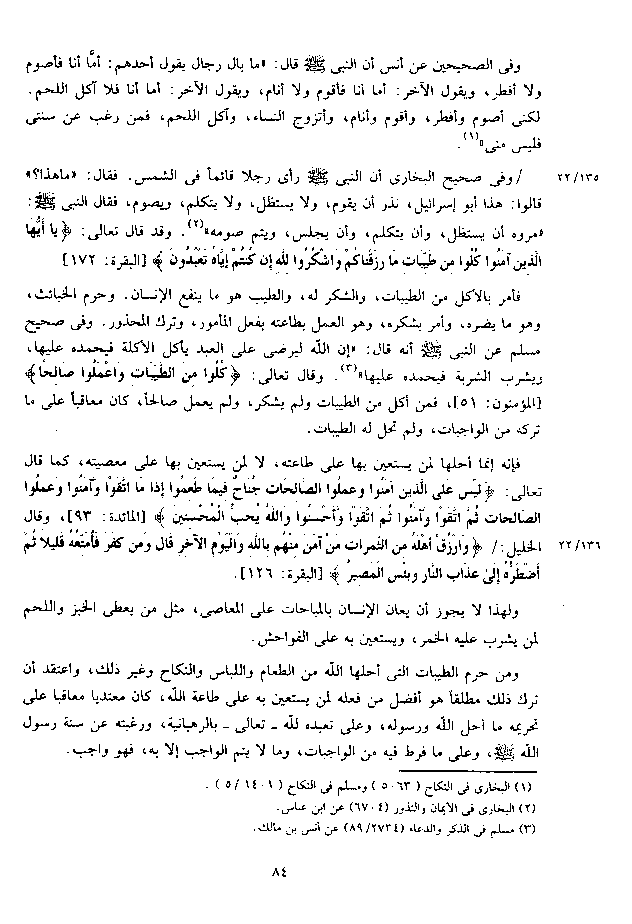 وفى الصحيحين عن أنس أن النبى ﷺ قال: «ما بال رجال يقول أحدهم: أمَّا أنا فأصوم
ولا أفطر، ويقول الآخر: أما أنا فأقوم ولا أنام، ويقول الآخر: أما أنا فلا آكل اللحم.
لكنى أصوم وأفطر، وأقوم وأنام، وأتزوج النساء، وآكل اللحم، فمن رغب عن سنتى
فليس منى»(١).
٢٢/١٣٥ / وفى صحيح البخارى أن النبى ﷺ رأى رجلا قائماً فى الشمس. فقال: «ماهذا؟»
قالوا: هذا أبو إسرائيل، نذر أن يقوم، ولا يستظل، ولا يتكلم، ويصوم، فقال النبى ﷺ:
«مروه أن يستظل، وأن يتكلم، وأن يجلس، ويتم صومه»(٢). وقد قال تعالى: ﴿يا أَيُّهَا
الَّذِينَ آمَنُوا كُلُوا مِن طَيِّبَاتِ مَا رَزَقْنَاكُمْ وَاشْكُرُوا لِلَّهِ إِن كُنتُمْ إِيَّاهُ تَعْبُدُونَ﴾ [البقرة: ١٧٢]
فأمر بالأكل من الطيبات، والشكر له، والطيب هو ما ينفع الإنسان. وحرم الخبائث،
وهو ما يضره، وأمر بشكره، وهو العمل بطاعته بفعل المأمور، وترك المحذور. وفى صحيح
مسلم عن النبى ﷺ أنه قال: «إن الله ليرضى على العبد يأكل الأكلة فيحمده عليها،
ويشرب الشربة فيحمده عليها»(٣). وقال تعالى: ﴿كُلُوا مِنَ الطَّيِّبَاتِ وَاعْمَلُوا صَالِحًا﴾
[المؤمنون: ٥١]، فمن أكل من الطيبات ولم يشكر، ولم يعمل صالحاً، كان معاقباً على ما
تركه من الواجبات، ولم تحل له الطيبات.
فإنه إنما أحلها لمن يستعين بها على طاعته، لا لمن يستعين بها على معصيته، كما قال
تعالى: ﴿لَيْسَ عَلَى الَّذِينَ آمَنُوا وَعَمِلُوا الصَّالِحَاتِ جُنَاحٌ فِيمَا طَعِمُوا إِذَا مَا اتَّقَوْا وَآمَنُوا وَعَمِلُوا
الصَّالِحَاتِ ثُمَّ اتَّقَوْا وَآمَنُوا ثُمَّ اتَّقَوْا وَأَحْسَنُوا وَاللَّهُ يُحِبُّ الْمُحْسِنِينَ﴾ [المائدة: ٩٣]، وقال
٢٢/١٣٦ الخليل:/ ﴿وَارْزُقْ أَهْلَهُ مِنَ الثَّمَرَاتِ مَنْ آمَنَ مِنْهُم بِاللَّهِ وَالْيَوْمِ الآخِرِ قَالَ وَمَن كَفَرَ فَأُمَتِّعُهُ قَلِيلاً ثُمَّ
أَضْطَرُّهُ إِلَىٰ عَذَابِ النَّارِ وَبِئْسَ الْمَصِيرُ﴾ [البقرة: ١٢٦].
ولهذا لا يجوز أن يعان الإنسان بالمباحات على المعاصى، مثل من يعطى الخبز واللحم
لمن يشرب عليه الخمر، ويستعين به على الفواحش.
ومن حرم الطيبات التى أحلها الله من الطعام واللباس والنكاح وغير ذلك، واعتقد أن
ترك ذلك مطلقاً هو أفضل من فعله لمن يستعين به على طاعة الله، كان معتديا معاقبا على
تحريمه ما أحل الله ورسوله، وعلى تعبده لله ـ تعالى ـ بالرهبانية، ورغبته عن سنة رسول
الله ﷺ، وعلى ما فرط فيه من الواجبات، وما لا يتم الواجب إلا به، فهو واجب.
(١) البخارى فى النكاح (٥٠٦٣) ومسلم فى النكاح (١٤٠١ / ٥) .
(٢) البخارى فى الأيمان والنذور (٦٧٠٤) عن ابن عباس.
(٣) مسلم فى الذكر والدعاء (٢٧٣٤/ ٨٩) عن أنس بن مالك.
٨٤